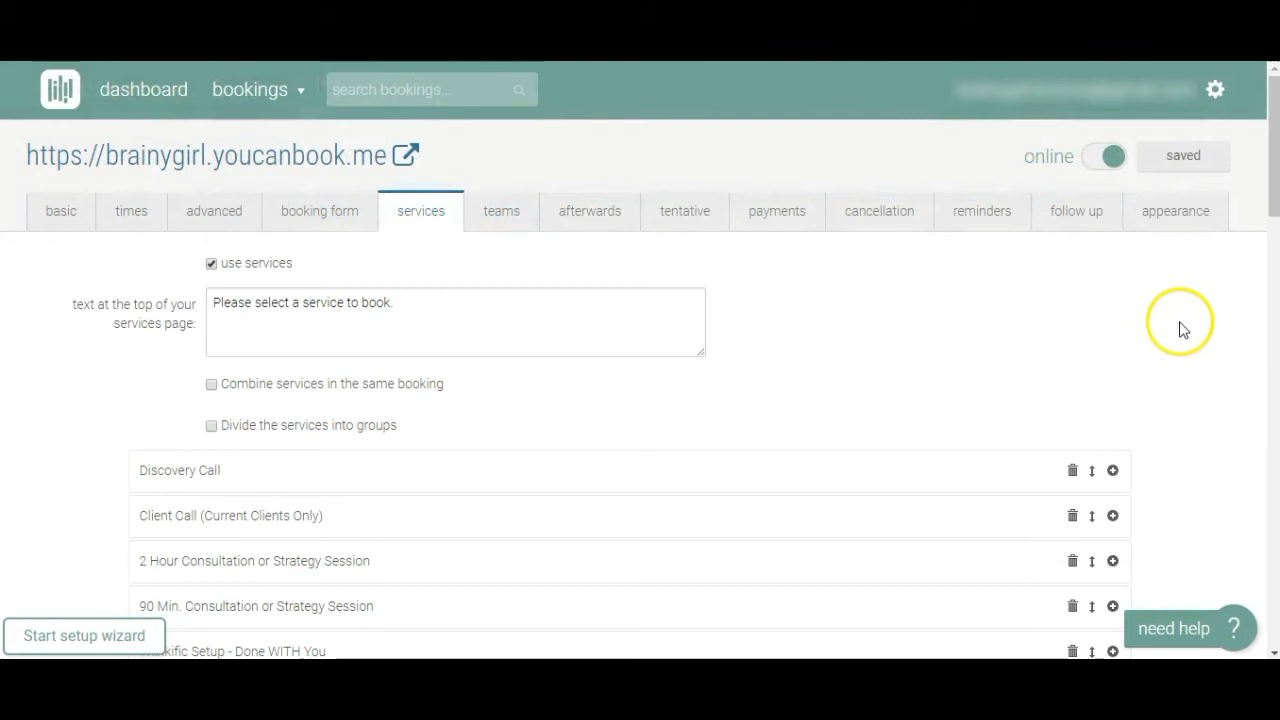 dashboard bookings search bookings...
https://brainygirl.youcanbook.me online saved
basic times advanced booking form services teams afterwards tentative payments cancellation reminders follow up appearance
use services
text at the top of your
services page:
Please select a service to book.
Combine services in the same booking
Divide the services into groups
Discovery Call
Client Call (Current Clients Only)
2 Hour Consultation or Strategy Session
90 Min. Consultation or Strategy Session
need help ?
Start setup wizard
Setup - Done WITH You